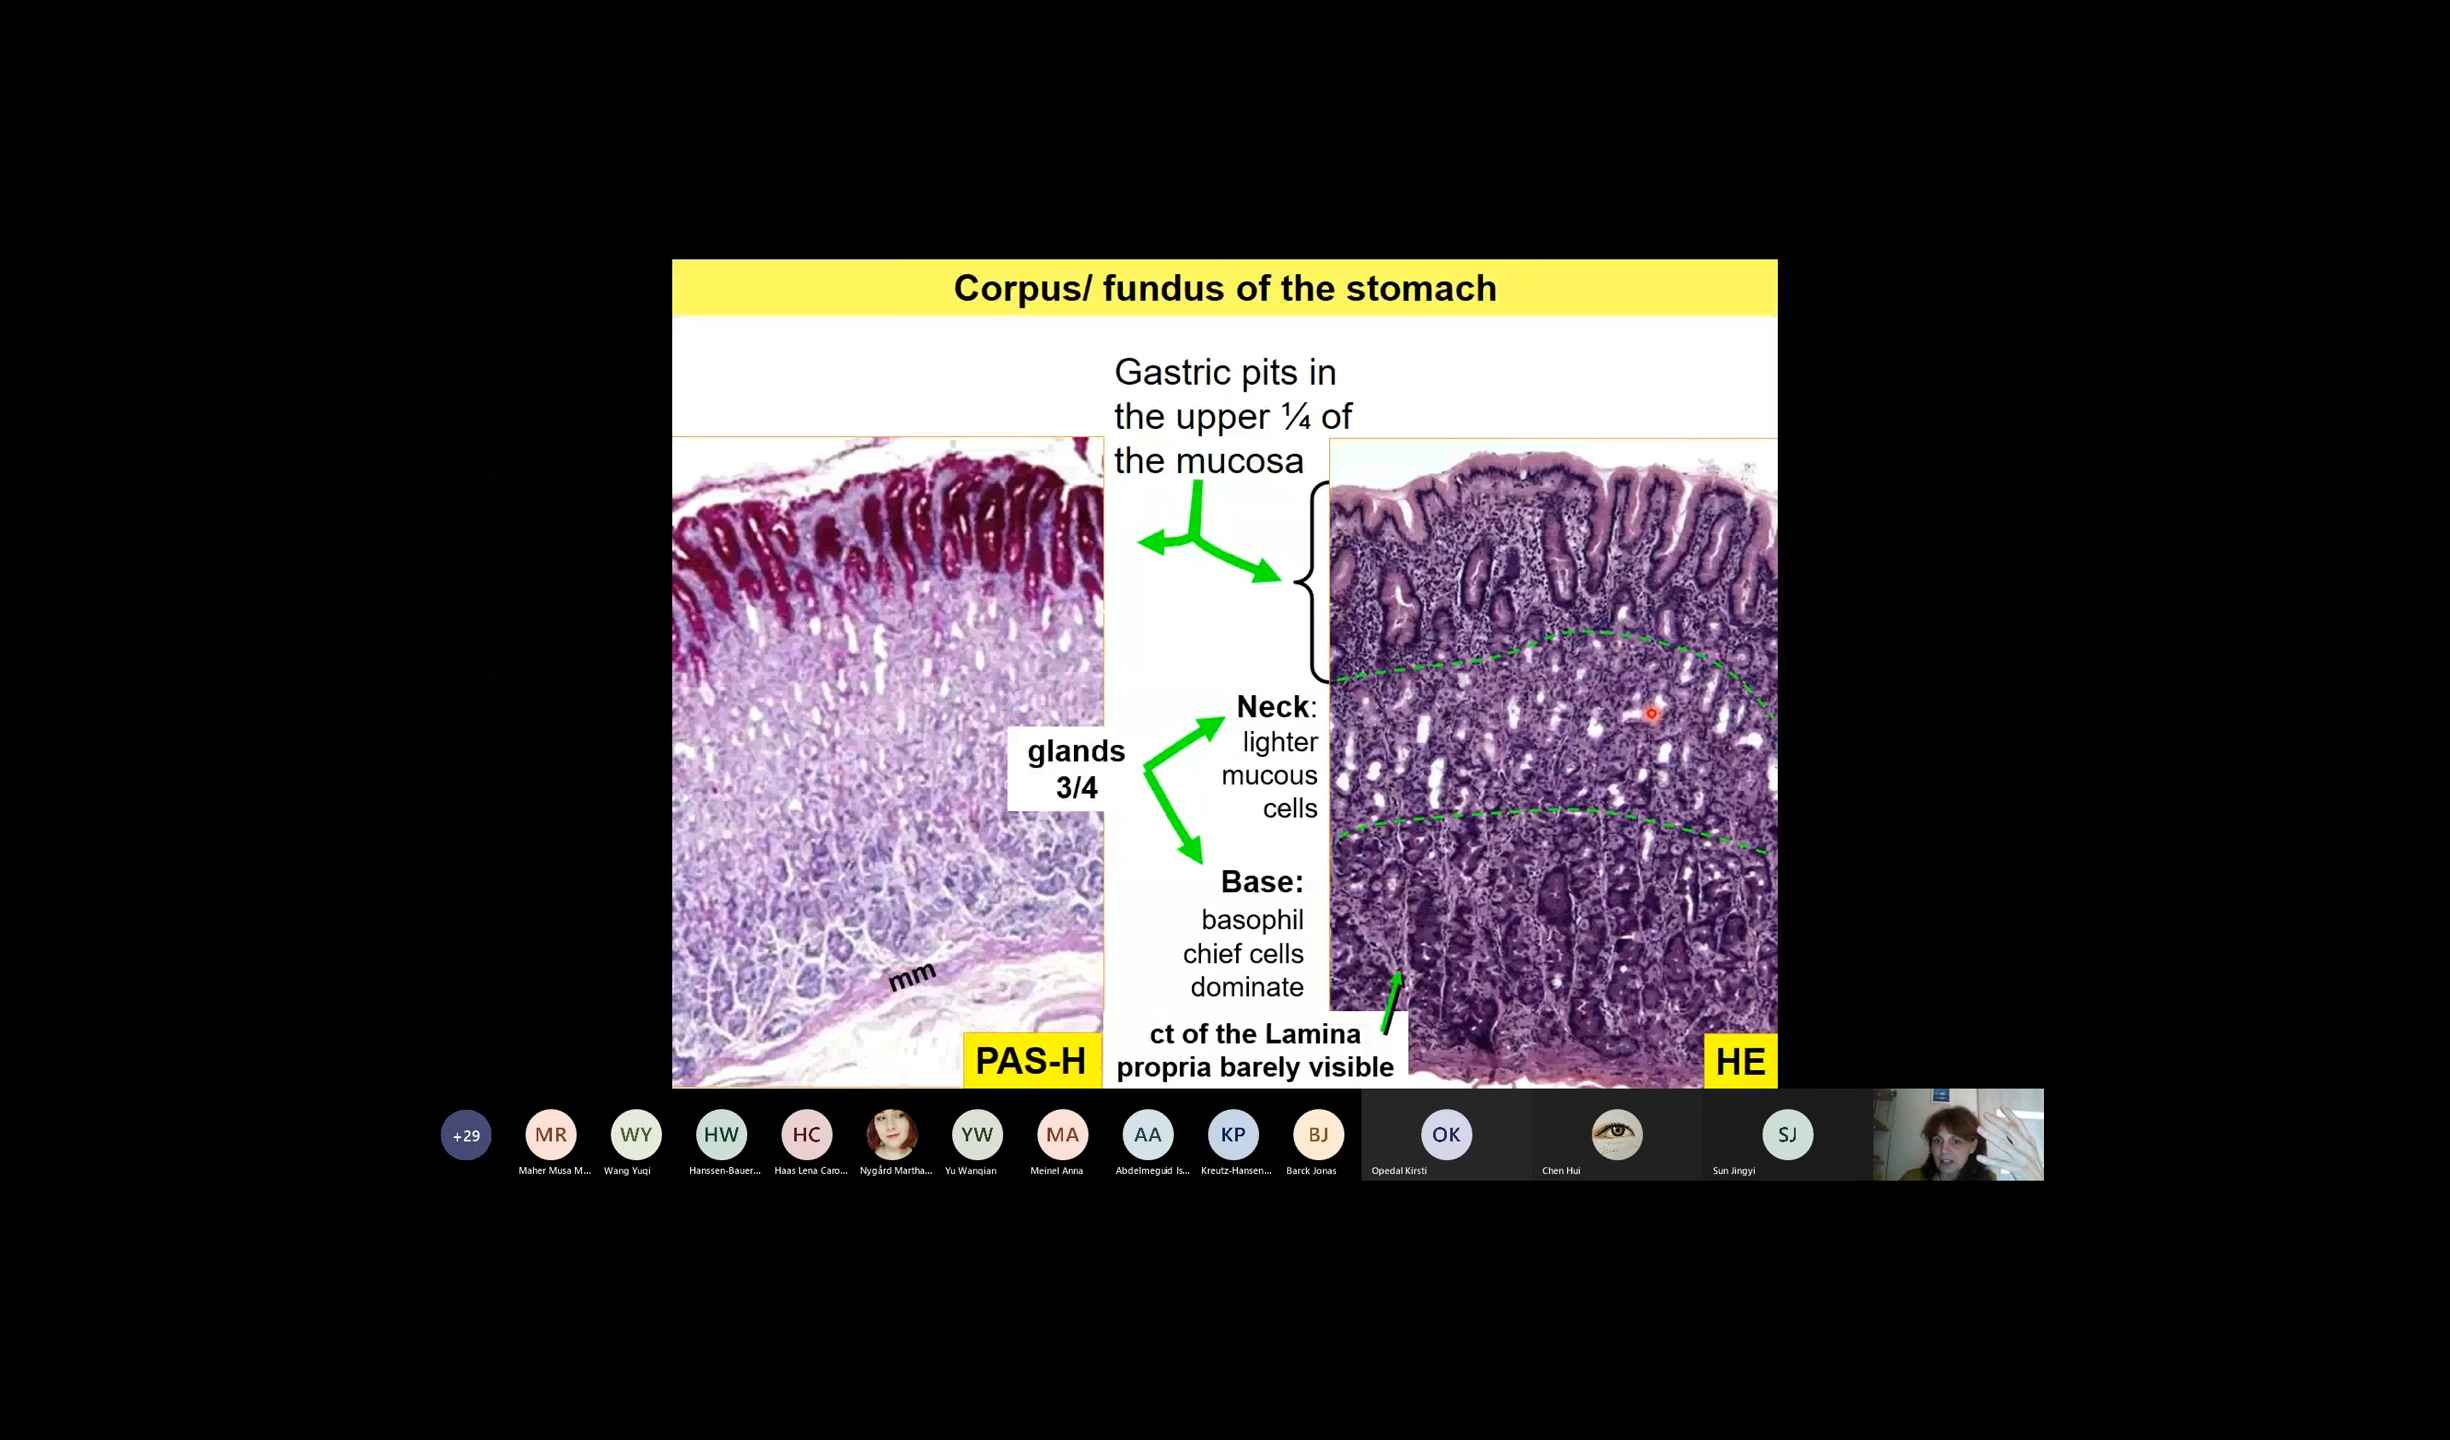 Corpus/ fundus of the stomach
Gastric pits in
the upper ¼ of
the mucosa
glands
3/4
Neck:
lighter
mucous
cells
Base:
basophil
chief cells
dominate
mm
ct of the Lamina
propria barely visible
PAS-H
HE
+29
MR
WY
HW
HC
YW
MA
AA
KP
BJ
OK
SJ
Maher Musa M...
Wang Yuqi
Hanssen-Bauer...
Haas Lena Caro...
Nygård Martha...
Yu Wanqian
Meinel Anna
Abdelmeguid Is...
Kreutz-Hansen...
Barck Jonas
Opedal Kirsti
Chen Hui
Sun Jingyi